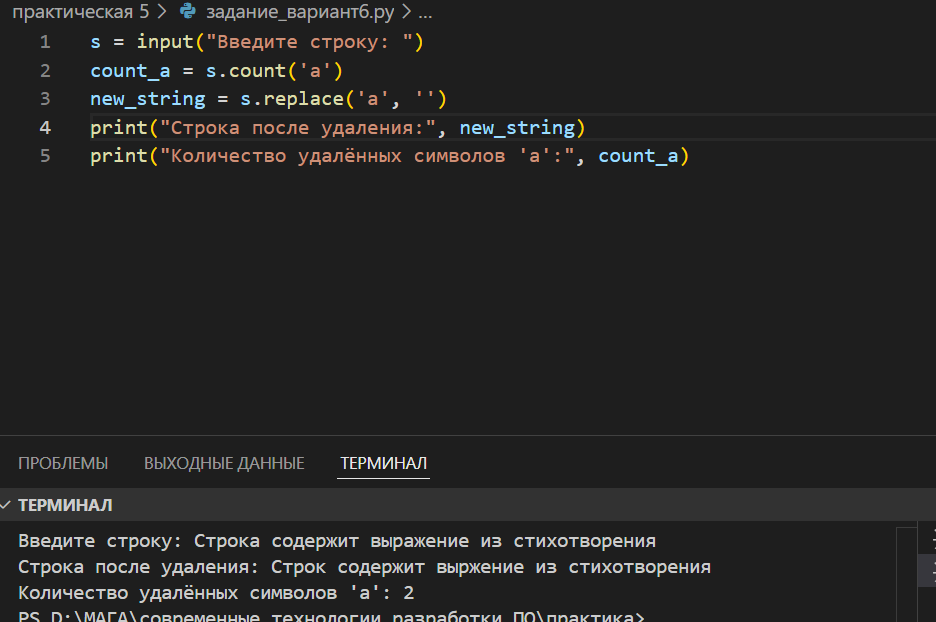 практическая 5 > задание_вариант6.py > ...
1 s = input("Введите строку: ")
2 count_a = s.count('а')
3 new_string = s.replace('а', '')
4 print("Строка после удаления:", new_string)
5 print("Количество удалённых символов 'а':", count_a)
ПРОБЛЕМЫ ВЫХОДНЫЕ ДАННЫЕ ТЕРМИНАЛ
ТЕРМИНАЛ
Введите строку: Строка содержит выражение из стихотворения
Строка после удаления: Строк содержит выржение из стихотворения
Количество удалённых символов 'а': 2
PS D:\МАГА\современные технологии разработки ПО\практика>